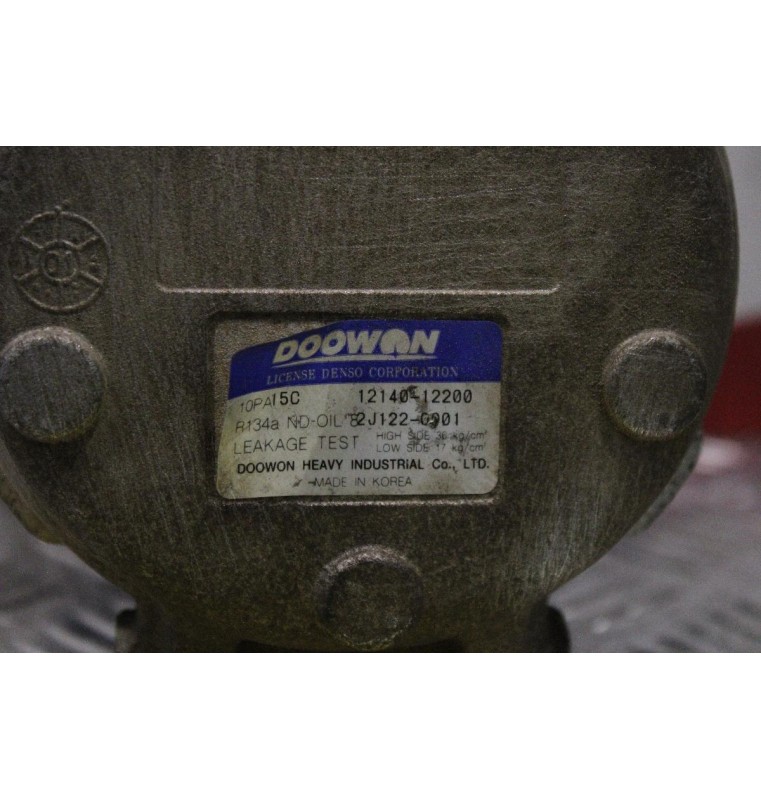 01
DOOWON
LICENSE DENSO CORPORATION
10PA15C 12140-12200
R134a ND-OIL 8 2J122-0901
LEAKAGE TEST HIGH SIDE 36 kg/cm²
LOW SIDE 17 kg/cm²
DOOWON HEAVY INDUSTRIAL Co., LTD.
MADE IN KOREA